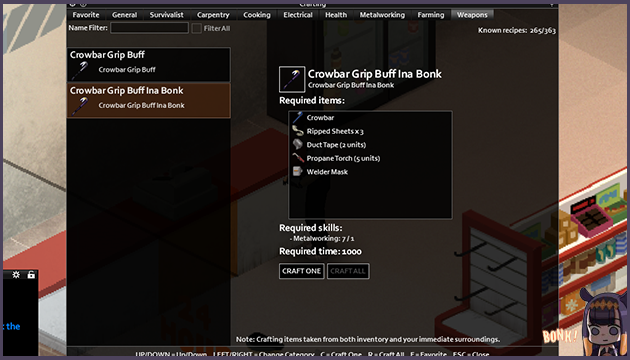 Crafting
Favorite General Survivalist Carpentry Cooking Electrical Health Metalworking Farming Weapons
Name Filter: Filter All Known recipes: 265/363
Crowbar Grip Buff
Crowbar Grip Buff
Crowbar Grip Buff Ina Bonk
Crowbar Grip Buff Ina Bonk
Crowbar Grip Buff Ina Bonk
Crowbar Grip Buff Ina Bonk
Required items:
Crowbar
Ripped Sheets x 3
Duct Tape (2 units)
Propane Torch (5 units)
Welder Mask
Required skills:
- Metalworking: 7 / 1
Required time: 1000
CRAFT ONE CRAFT ALL
the
BONK!
Note: Crafting items taken from both inventory and your immediate surroundings.
UP/DOWN = Up/Down LEFT/RIGHT = Change Category C = Craft One R = Craft All F = Favorite ESC = Close